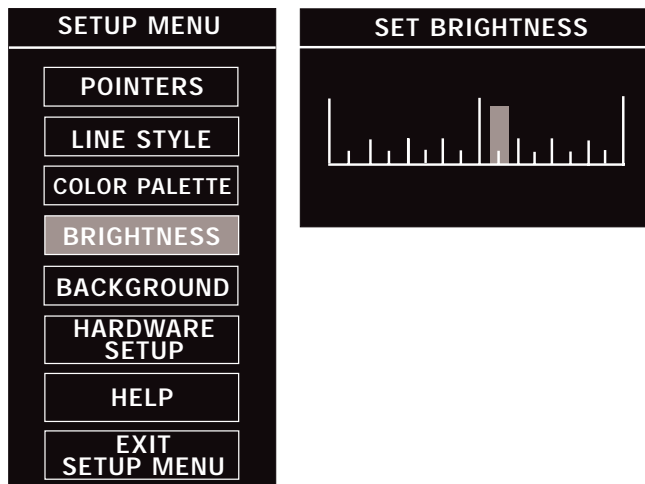 SETUP MENU
POINTERS
LINE STYLE
COLOR PALETTE
BRIGHTNESS
BACKGROUND
HARDWARE
SETUP
HELP
EXIT
SETUP MENU
SET BRIGHTNESS